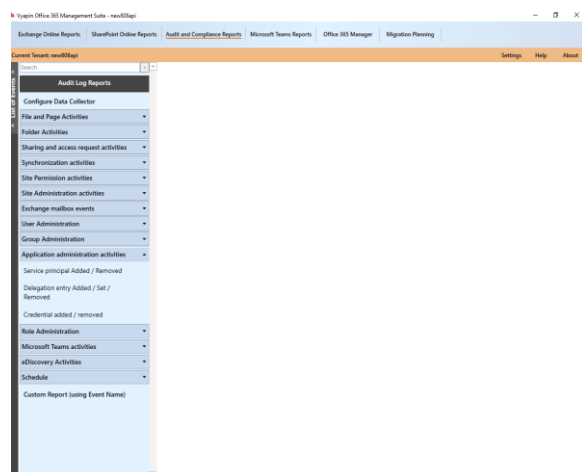 Vyapin Office 365 Management Suite - new808api
Exchange Online Reports SharePoint Online Reports Audit and Compliance Reports Microsoft Teams Reports Office 365 Manager Migration Planning
Current Tenant: new808api Settings Help About
Search
List of Events
Audit Log Reports
Configure Data Collector
File and Page Activities
Folder Activities
Sharing and access request activities
Synchronization activities
Site Permission activities
Site Administration activities
Exchange mailbox events
User Administration
Group Administration
Application administration activities
Service principal Added / Removed
Delegation entry Added / Set /
Removed
Credential added / removed
Role Administration
Microsoft Teams activities
eDiscovery Activities
Schedule
Custom Report (using Event Name)